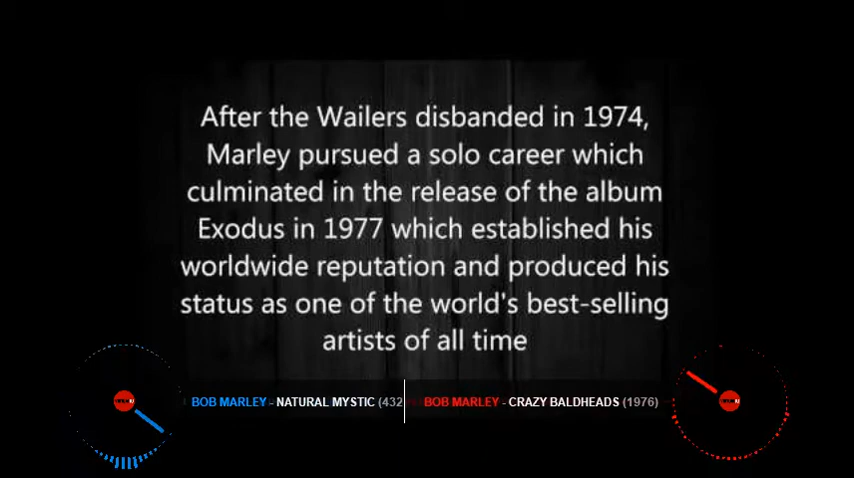 After the Wailers disbanded in 1974,
Marley pursued a solo career which
culminated in the release of the album
Exodus in 1977 which established his
worldwide reputation and produced his
status as one of the world's best-selling
artists of all time
BOB MARLEY - NATURAL MYSTIC (432
BOB MARLEY - CRAZY BALDHEADS (1976)